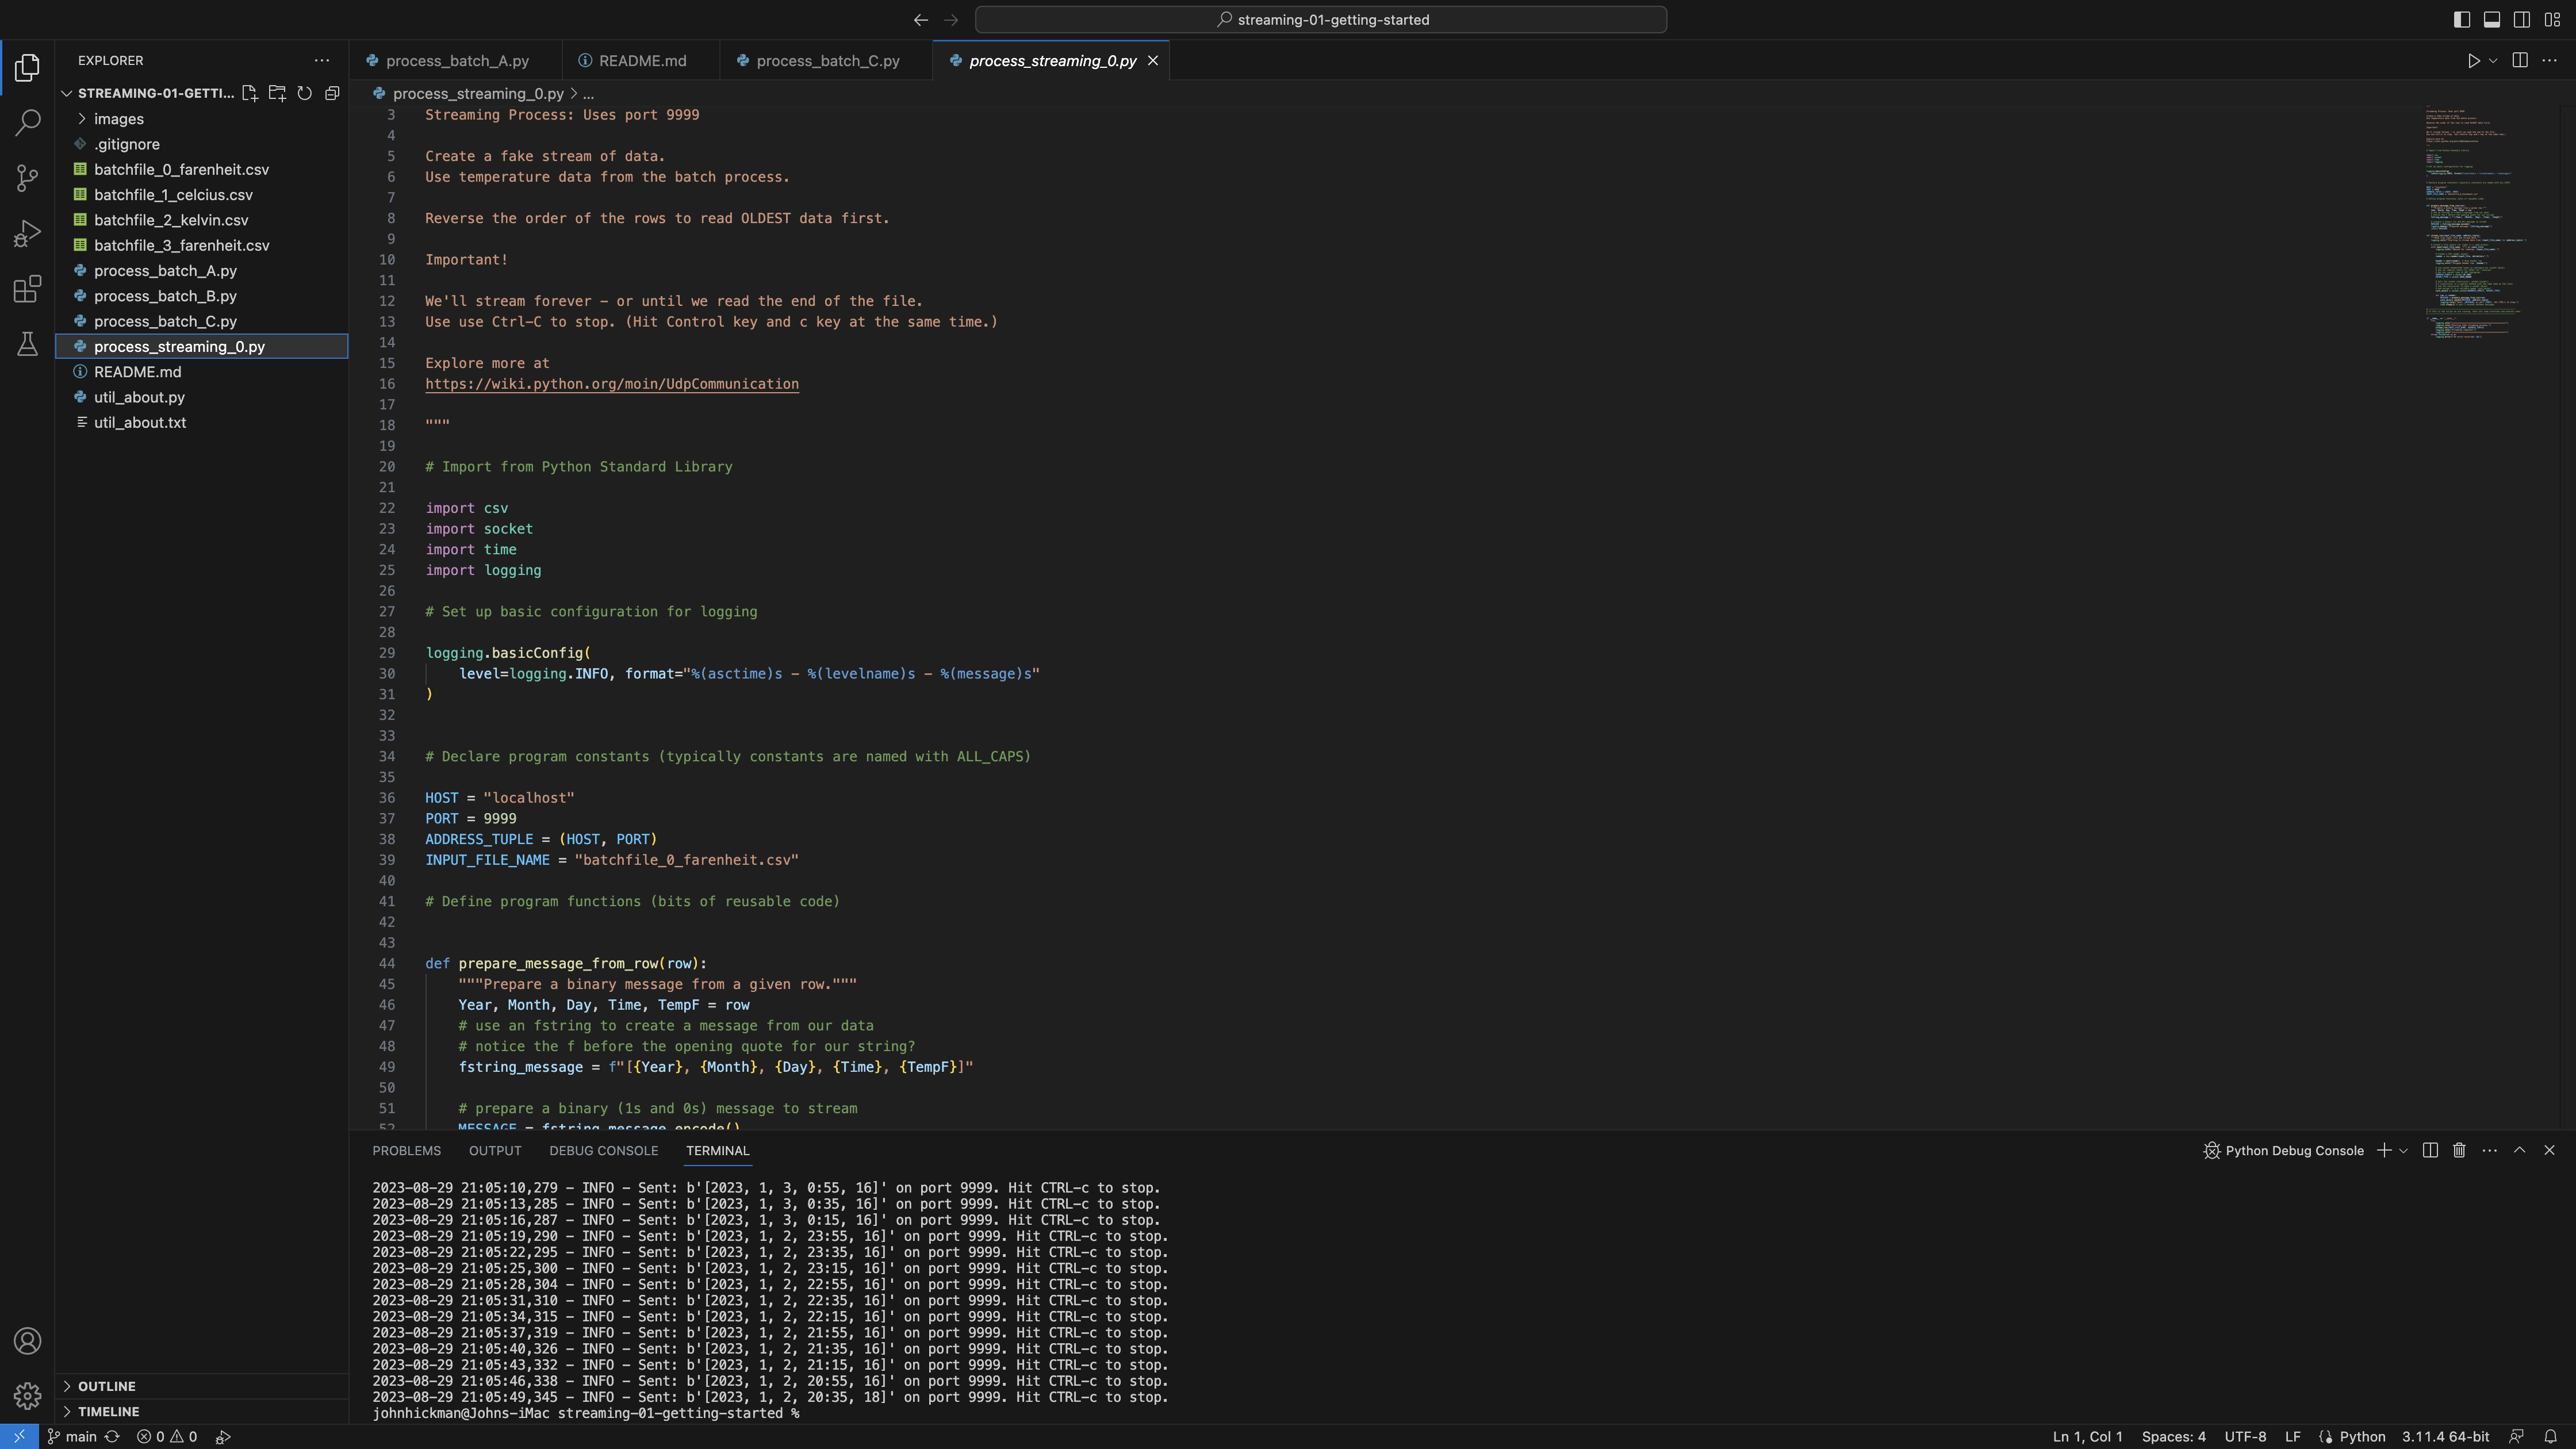 streaming-01-getting-started
EXPLORER
STREAMING-01-GETTI...
images
.gitignore
batchfile_0_farenheit.csv
batchfile_1_celcius.csv
batchfile_2_kelvin.csv
batchfile_3_farenheit.csv
process_batch_A.py
process_batch_B.py
process_batch_C.py
process_streaming_0.py
README.md
util_about.py
util_about.txt
OUTLINE
TIMELINE
process_batch_A.py
README.md
process_batch_C.py
process_streaming_0.py
process_streaming_0.py > ...
3 Streaming Process: Uses port 9999
4
5 Create a fake stream of data.
6 Use temperature data from the batch process.
7
8 Reverse the order of the rows to read OLDEST data first.
9
10 Important!
11
12 We'll stream forever - or until we read the end of the file.
13 Use use Ctrl-C to stop. (Hit Control key and c key at the same time.)
14
15 Explore more at
16 https://wiki.python.org/moin/UdpCommunication
17
18 """
19
20 # Import from Python Standard Library
21
22 import csv
23 import socket
24 import time
25 import logging
26
27 # Set up basic configuration for logging
28
29 logging.basicConfig(
30     level=logging.INFO, format="%(asctime)s - %(levelname)s - %(message)s"
31 )
32
33
34 # Declare program constants (typically constants are named with ALL_CAPS)
35
36 HOST = "localhost"
37 PORT = 9999
38 ADDRESS_TUPLE = (HOST, PORT)
39 INPUT_FILE_NAME = "batchfile_0_farenheit.csv"
40
41 # Define program functions (bits of reusable code)
42
43
44 def prepare_message_from_row(row):
45     """Prepare a binary message from a given row."""
46     Year, Month, Day, Time, TempF = row
47     # use an fstring to create a message from our data
48     # notice the f before the opening quote for our string?
49     fstring_message = f"[{Year}, {Month}, {Day}, {Time}, {TempF}]"
50
51     # prepare a binary (1s and 0s) message to stream
52     MESSAGE = fstring_message.encode()
PROBLEMS OUTPUT DEBUG CONSOLE TERMINAL
Python Debug Console
2023-08-29 21:05:10,279 - INFO - Sent: b'[2023, 1, 3, 0:55, 16]' on port 9999. Hit CTRL-c to stop.
2023-08-29 21:05:13,285 - INFO - Sent: b'[2023, 1, 3, 0:35, 16]' on port 9999. Hit CTRL-c to stop.
2023-08-29 21:05:16,287 - INFO - Sent: b'[2023, 1, 3, 0:15, 16]' on port 9999. Hit CTRL-c to stop.
2023-08-29 21:05:19,290 - INFO - Sent: b'[2023, 1, 2, 23:55, 16]' on port 9999. Hit CTRL-c to stop.
2023-08-29 21:05:22,295 - INFO - Sent: b'[2023, 1, 2, 23:35, 16]' on port 9999. Hit CTRL-c to stop.
2023-08-29 21:05:25,300 - INFO - Sent: b'[2023, 1, 2, 23:15, 16]' on port 9999. Hit CTRL-c to stop.
2023-08-29 21:05:28,304 - INFO - Sent: b'[2023, 1, 2, 22:55, 16]' on port 9999. Hit CTRL-c to stop.
2023-08-29 21:05:31,310 - INFO - Sent: b'[2023, 1, 2, 22:35, 16]' on port 9999. Hit CTRL-c to stop.
2023-08-29 21:05:34,315 - INFO - Sent: b'[2023, 1, 2, 22:15, 16]' on port 9999. Hit CTRL-c to stop.
2023-08-29 21:05:37,319 - INFO - Sent: b'[2023, 1, 2, 21:55, 16]' on port 9999. Hit CTRL-c to stop.
2023-08-29 21:05:40,326 - INFO - Sent: b'[2023, 1, 2, 21:35, 16]' on port 9999. Hit CTRL-c to stop.
2023-08-29 21:05:43,332 - INFO - Sent: b'[2023, 1, 2, 21:15, 16]' on port 9999. Hit CTRL-c to stop.
2023-08-29 21:05:46,338 - INFO - Sent: b'[2023, 1, 2, 20:55, 16]' on port 9999. Hit CTRL-c to stop.
2023-08-29 21:05:49,345 - INFO - Sent: b'[2023, 1, 2, 20:35, 18]' on port 9999. Hit CTRL-c to stop.
johnhickman@Johns-iMac streaming-01-getting-started %
main 0 0 Ln 1, Col 1 Spaces: 4 UTF-8 LF Python 3.11.4 64-bit